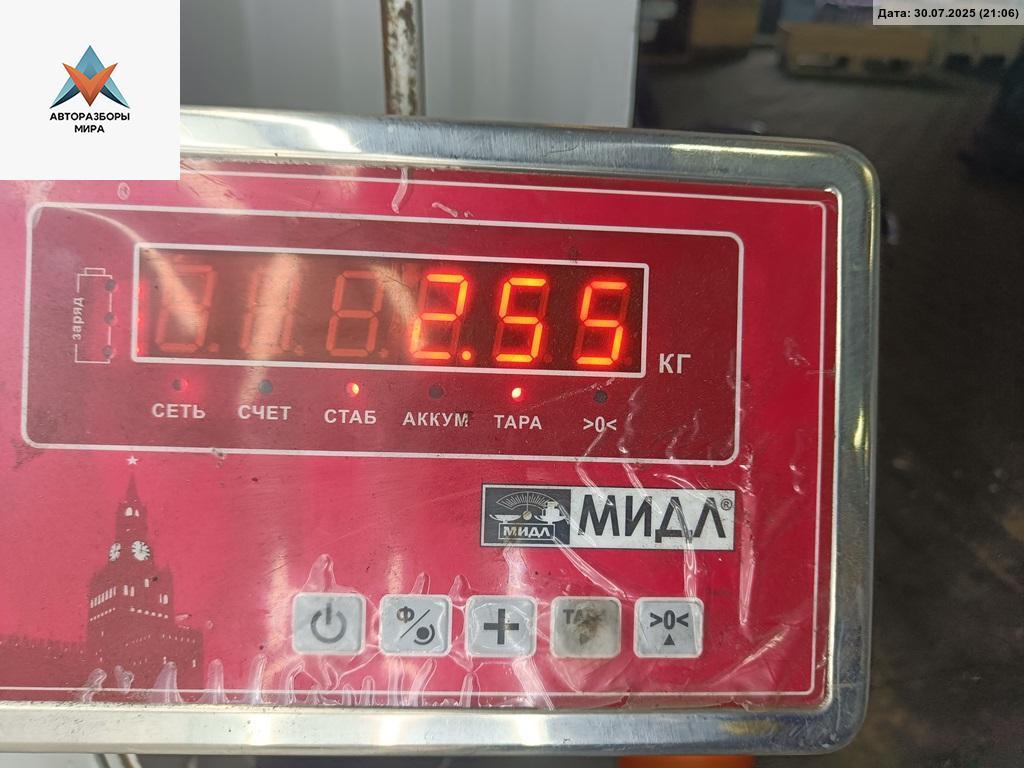 Дата: 30.07.2025 (21:06)
АВТОРАЗБОРЫ
МИРА
заряд
2.55
КГ
СЕТЬ СЧЕТ СТАБ АККУМ ТАРА >0<
МИДЛ МИДЛ®
Ф
>0<